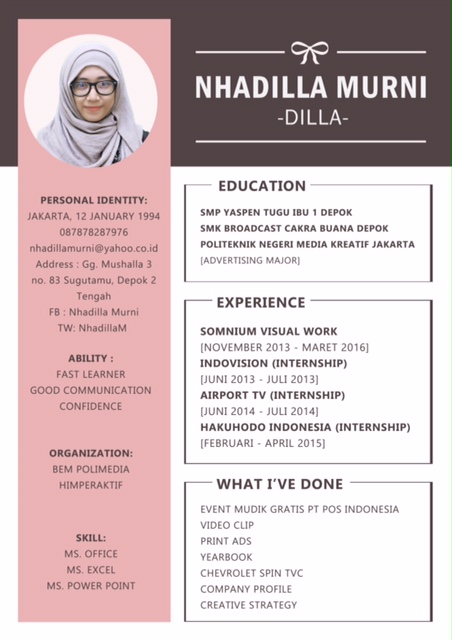 NHADILLA MURNI
-DILLA-
PERSONAL IDENTITY:
JAKARTA, 12 JANUARY 1994
087878287976
nhadillamurni@yahoo.co.id
Address : Gg. Mushalla 3
no. 83 Sugutamu, Depok 2
Tengah
FB : Nhadilla Murni
TW: NhadillaM
ABILITY :
FAST LEARNER
GOOD COMMUNICATION
CONFIDENCE
ORGANIZATION:
BEM POLIMEDIA
HIMPERAKTIF
SKILL:
MS. OFFICE
MS. EXCEL
MS. POWER POINT
EDUCATION
SMP YASPEN TUGU IBU 1 DEPOK
SMK BROADCAST CAKRA BUANA DEPOK
POLITEKNIK NEGERI MEDIA KREATIF JAKARTA
[ADVERTISING MAJOR]
EXPERIENCE
SOMNIUM VISUAL WORK
[NOVEMBER 2013 - MARET 2016]
INDOVISION (INTERNSHIP)
[JUNI 2013 - JULI 2013]
AIRPORT TV (INTERNSHIP)
[JUNI 2014 - JULI 2014]
HAKUHODO INDONESIA (INTERNSHIP)
[FEBRUARI - APRIL 2015]
WHAT I'VE DONE
EVENT MUDIK GRATIS PT POS INDONESIA
VIDEO CLIP
PRINT ADS
YEARBOOK
CHEVROLET SPIN TVC
COMPANY PROFILE
CREATIVE STRATEGY